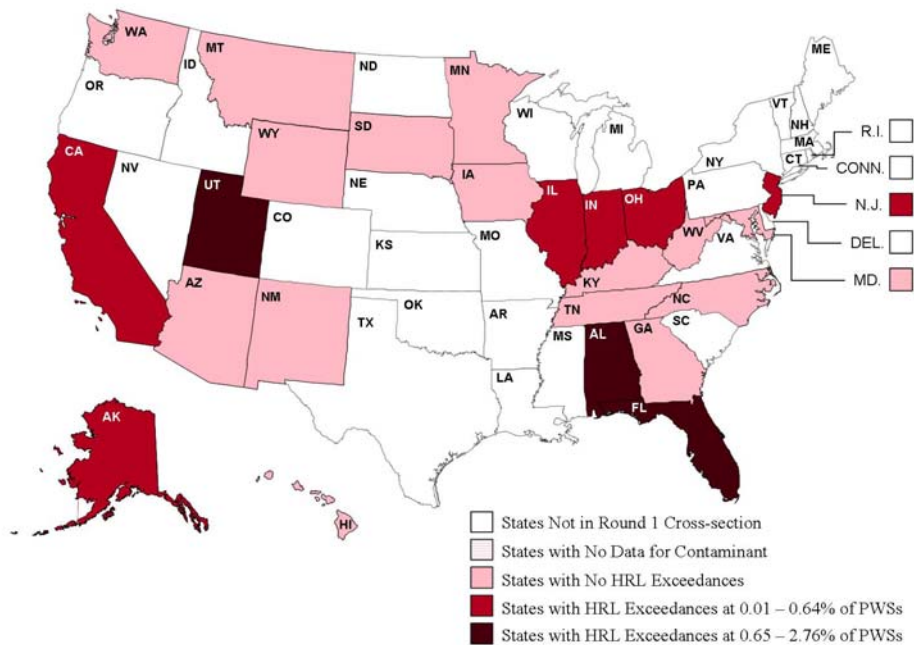 WA
MT
ND
MN
ME
ID
OR
WI
MI
VT
NH
MA
R.I.
SD
WY
NY
CT
CONN.
CA
NV
UT
IA
NE
IL
IN
OH
PA
N.J.
CO
KS
MO
WV
VA
DEL.
KY
MD.
AZ
NM
TX
OK
AR
TN
NC
SC
MS
AL
GA
LA
FL
AK
HI
States Not in Round 1 Cross-section
States with No Data for Contaminant
States with No HRL Exceedances
States with HRL Exceedances at 0.01 – 0.64% of PWSs
States with HRL Exceedances at 0.65 – 2.76% of PWSs